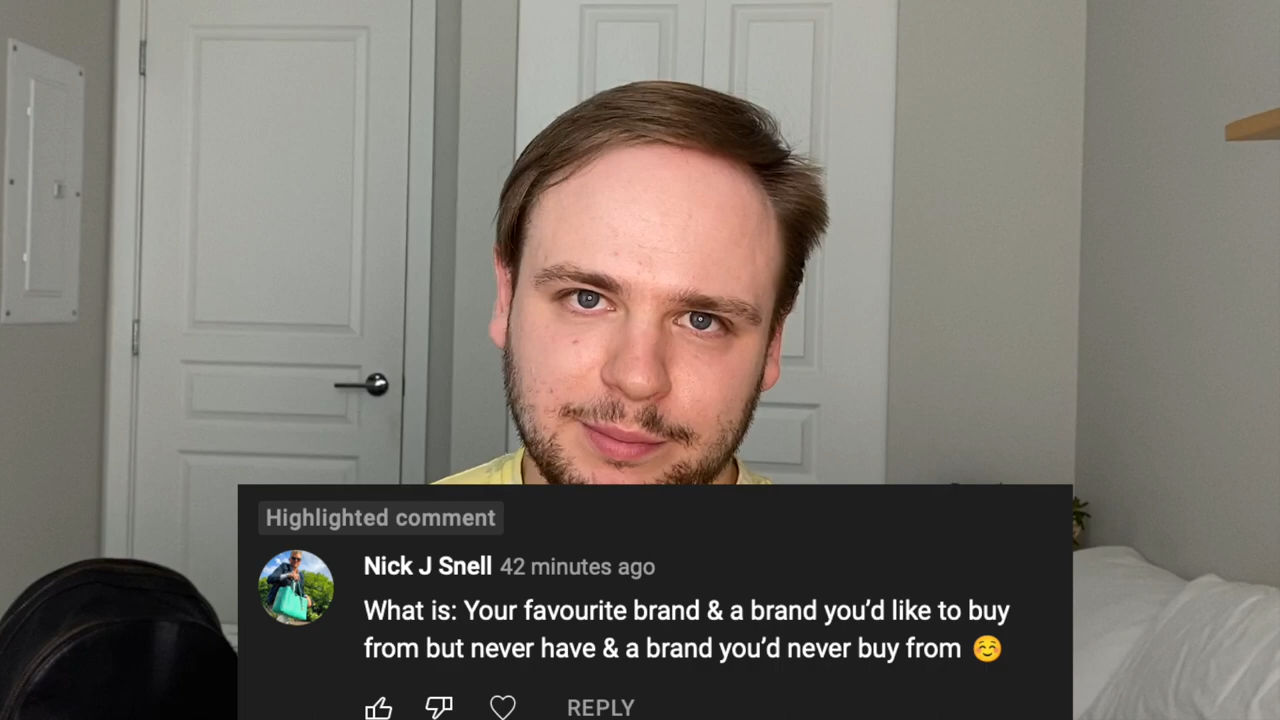 Highlighted comment
Nick J Snell 42 minutes ago
What is: Your favourite brand & a brand you’d like to buy
from but never have & a brand you’d never buy from ☺️
REPLY